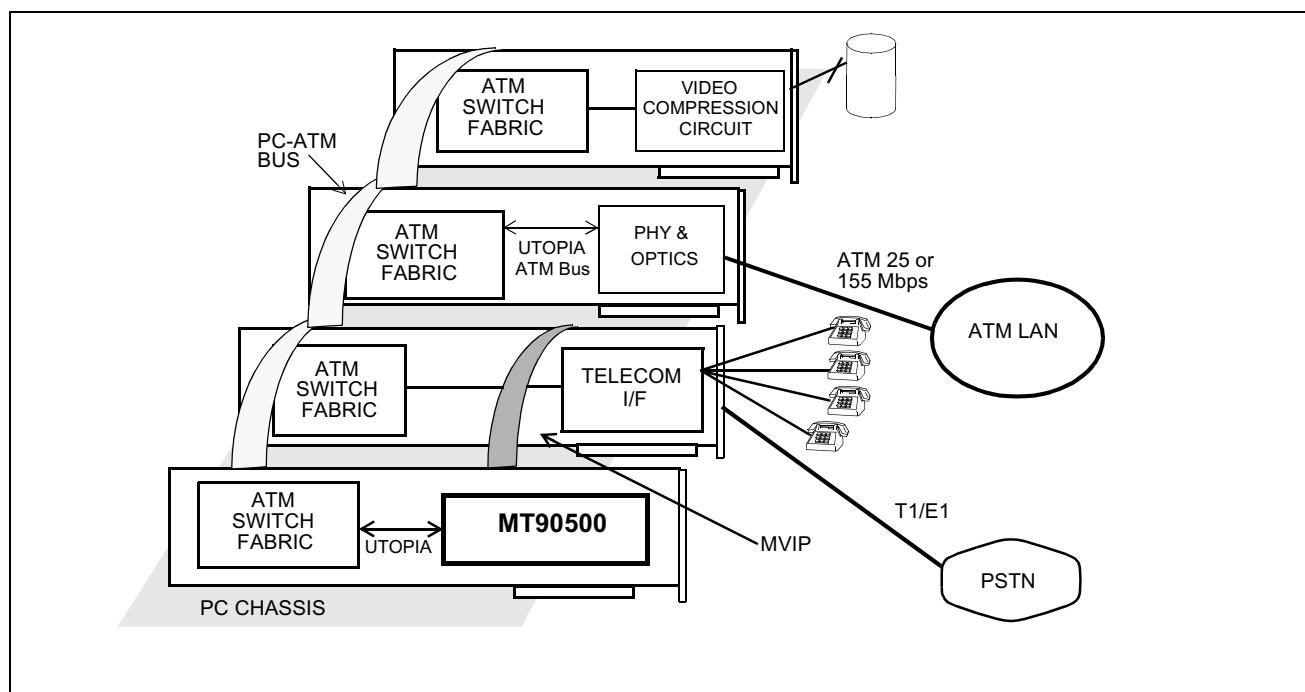 ATM
SWITCH
FABRIC
VIDEO
COMPRESSION
CIRCUIT
PC-ATM
BUS
ATM
SWITCH
FABRIC
UTOPIA
ATM Bus
PHY &
OPTICS
ATM 25 or
155 Mbps
ATM LAN
ATM
SWITCH
FABRIC
TELECOM
I/F
ATM
SWITCH
FABRIC
UTOPIA
MT90500
MVIP
T1/E1
PSTN
PC CHASSIS